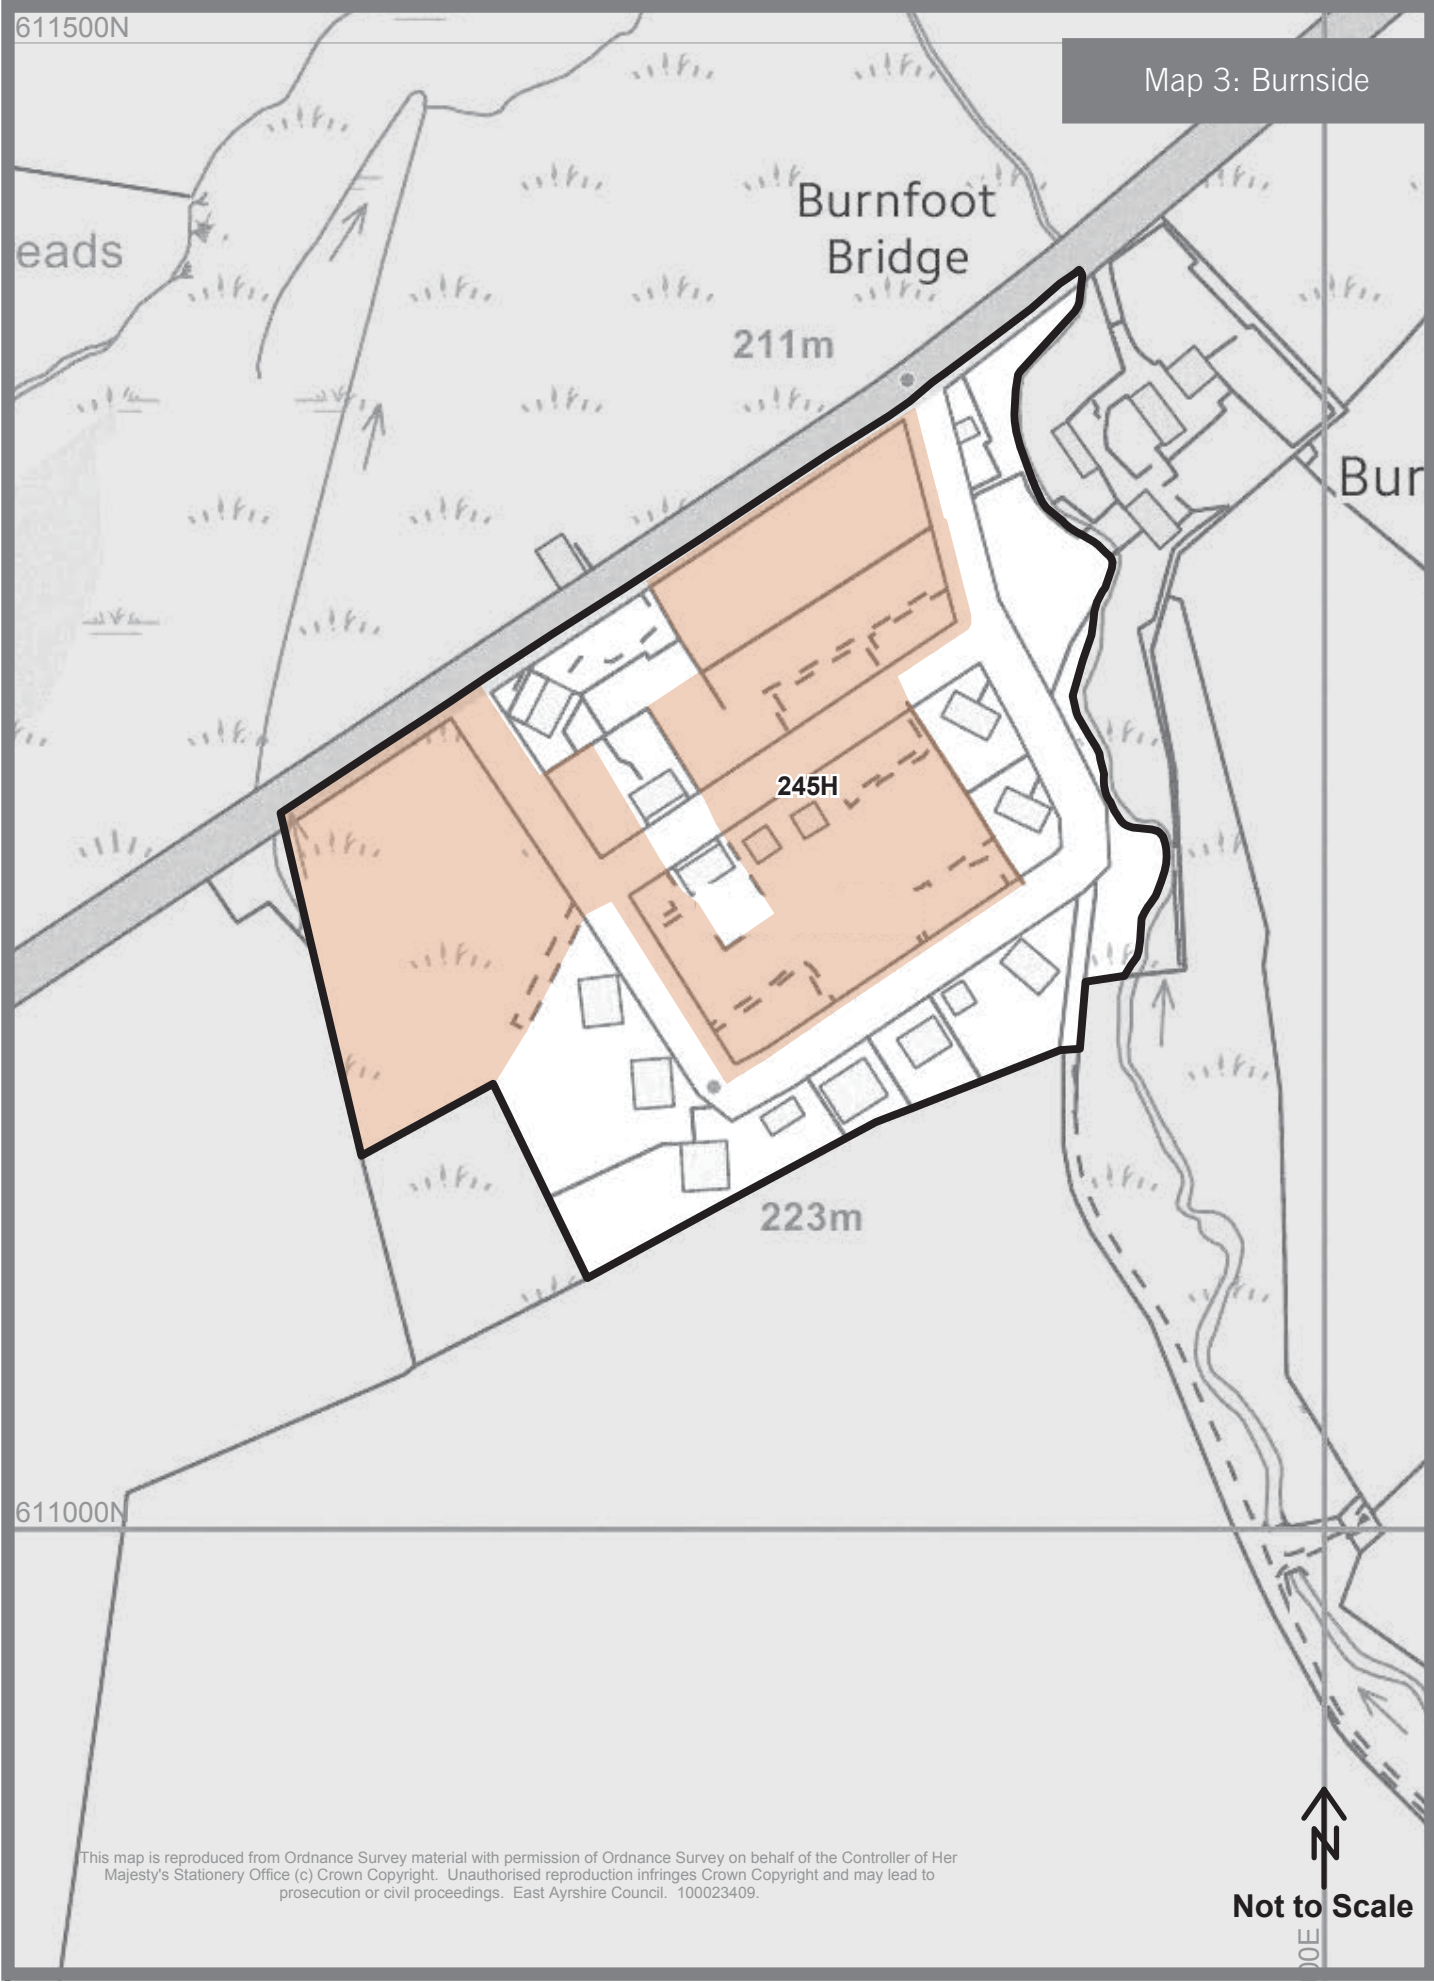 611500N
Map 3: Burnside
Burnfoot
Bridge
eads
211m
Bur
245H
223m
611000N
This map is reproduced from Ordnance Survey material with permission of Ordnance Survey on behalf of the Controller of Her
Majesty's Stationery Office (c) Crown Copyright. Unauthorised reproduction infringes Crown Copyright and may lead to
prosecution or civil proceedings. East Ayrshire Council. 100023409.
N
Not to Scale
00E